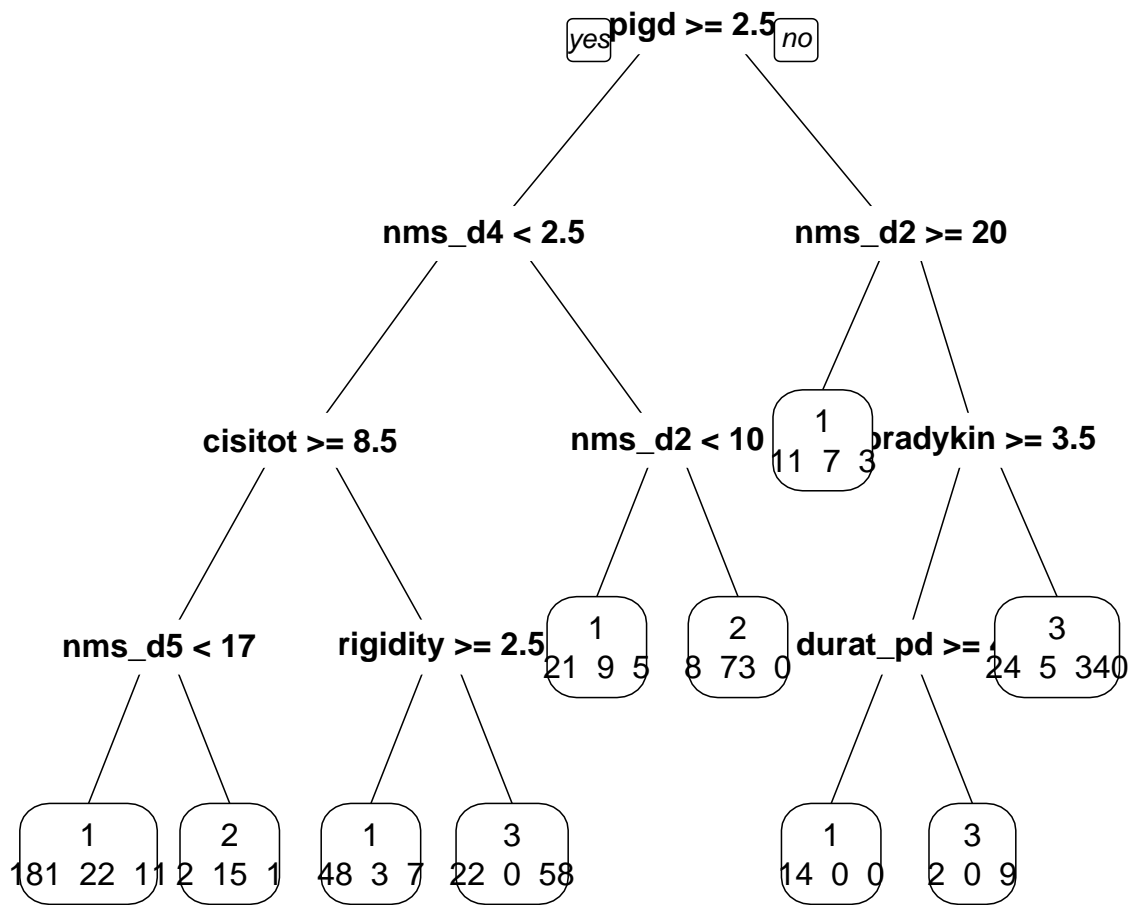 yes pigd >= 2.5 no
nms_d4 < 2.5 nms_d2 >= 20
cisitot >= 8.5 nms_d2 < 10 1 bradykin >= 3.5
11 7 3
nms_d5 < 17 rigidity >= 2.5 1 2 durat_pd >= 3
21 9 5 8 73 0 24 5 340
1 2 1 3 1 3
181 22 11 2 15 1 48 3 7 22 0 58 14 0 0 2 0 9